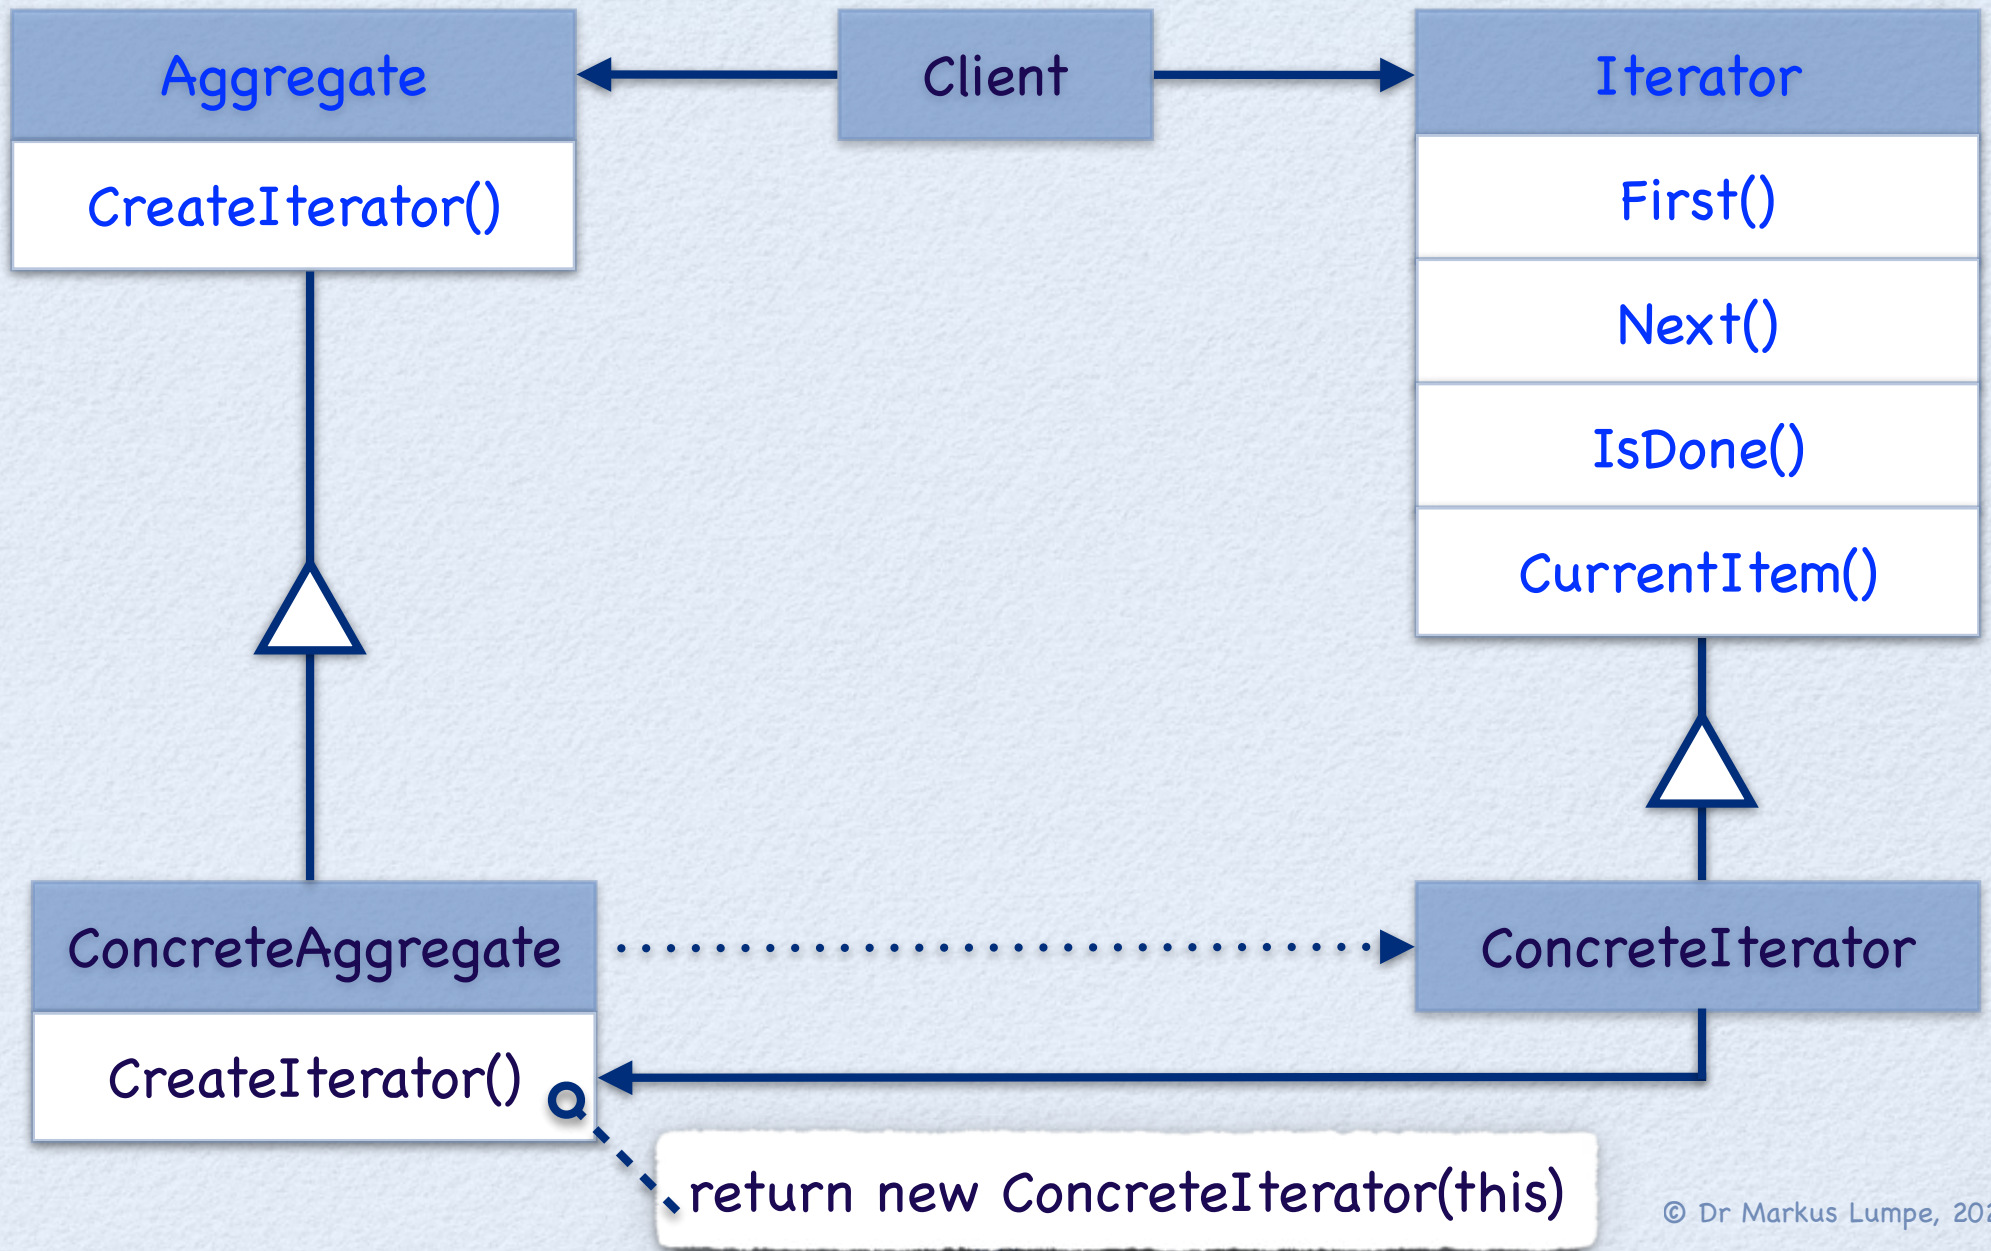 Aggregate
Client
Iterator
CreateIterator()
First()
Next()
IsDone()
CurrentItem()
ConcreteAggregate
ConcreteIterator
CreateIterator()
return new ConcreteIterator(this)
© Dr Markus Lumpe,